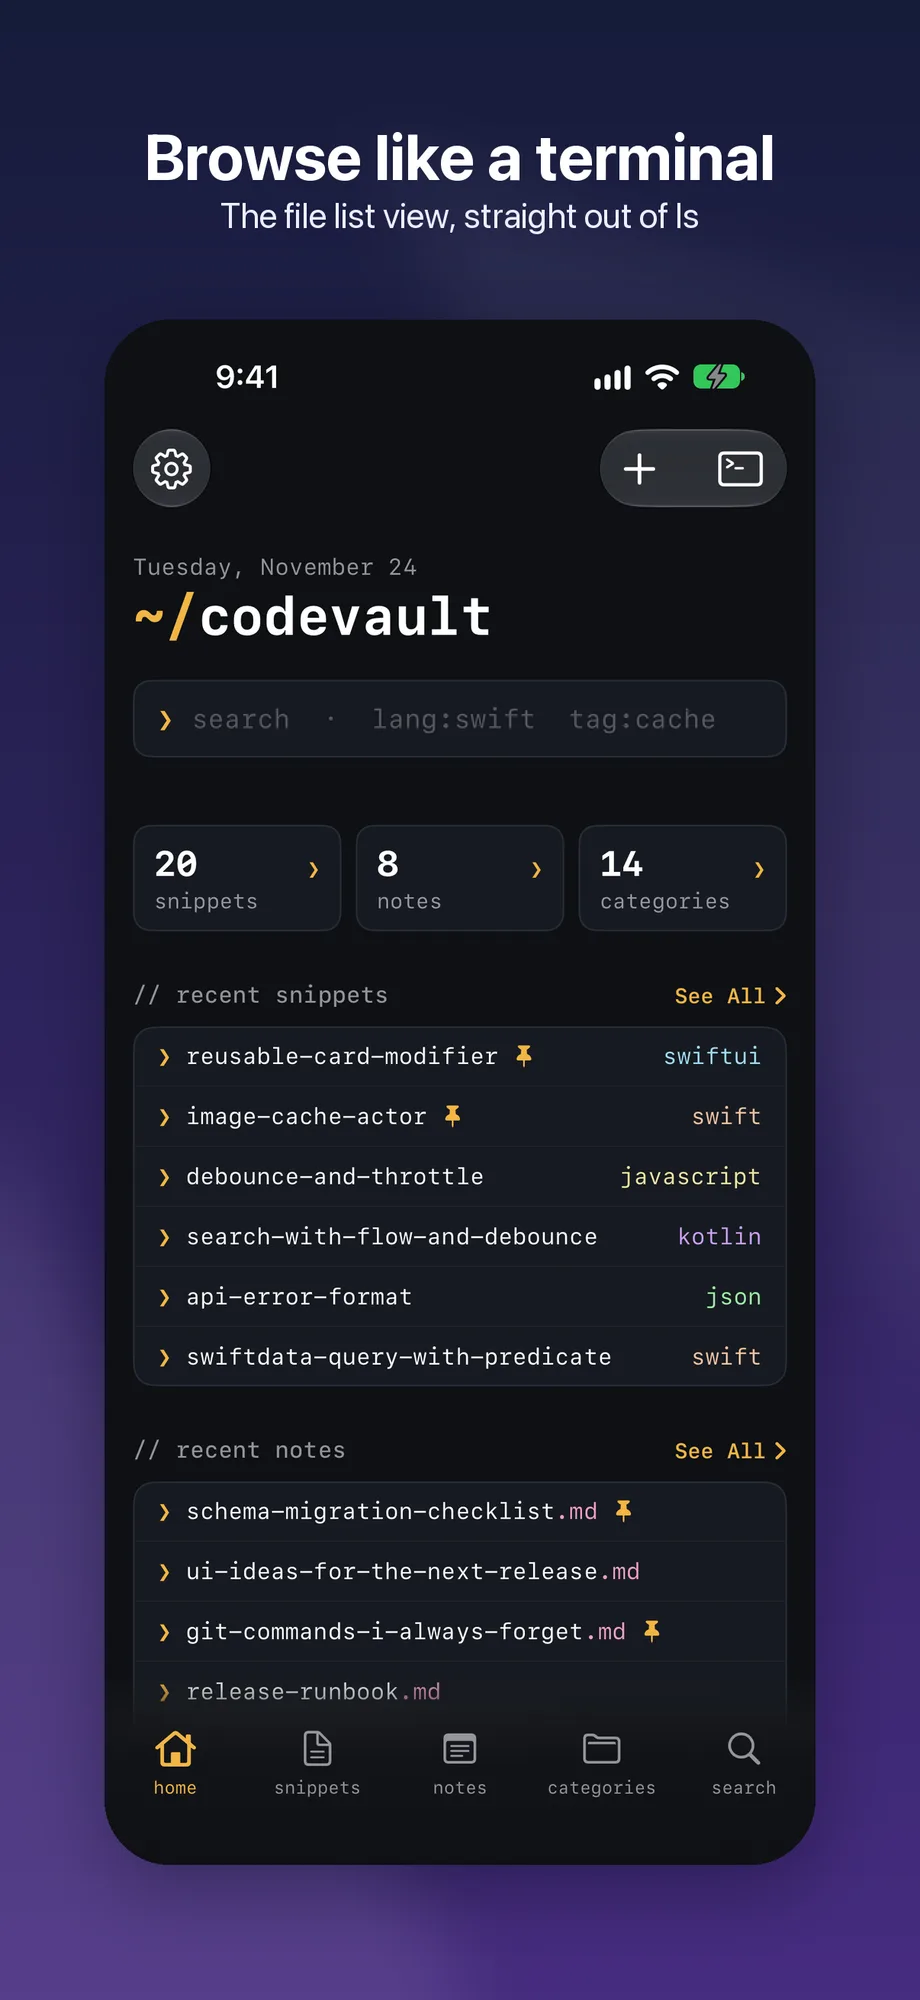 Browse like a terminal
The file list view, straight out of ls
9:41
Tuesday, November 24
~/codevault
❯ search · lang:swift tag:cache
20 ❯ 8 ❯ 14 ❯
snippets notes categories
// recent snippets See All ❯
❯ reusable-card-modifier swiftui
❯ image-cache-actor swift
❯ debounce-and-throttle javascript
❯ search-with-flow-and-debounce kotlin
❯ api-error-format json
❯ swiftdata-query-with-predicate swift
// recent notes See All ❯
❯ schema-migration-checklist.md
❯ ui-ideas-for-the-next-release.md
❯ git-commands-i-always-forget.md
❯ release-runbook.md
home snippets notes categories search